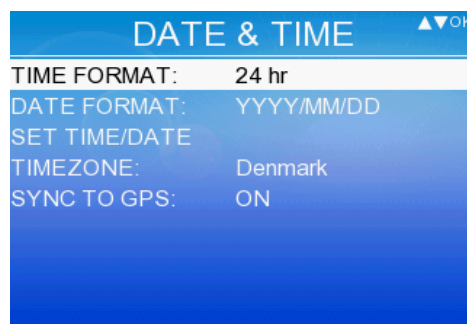 DATE & TIME ▲▼OK
TIME FORMAT: 24 hr
DATE FORMAT: YYYY/MM/DD
SET TIME/DATE
TIMEZONE: Denmark
SYNC TO GPS: ON